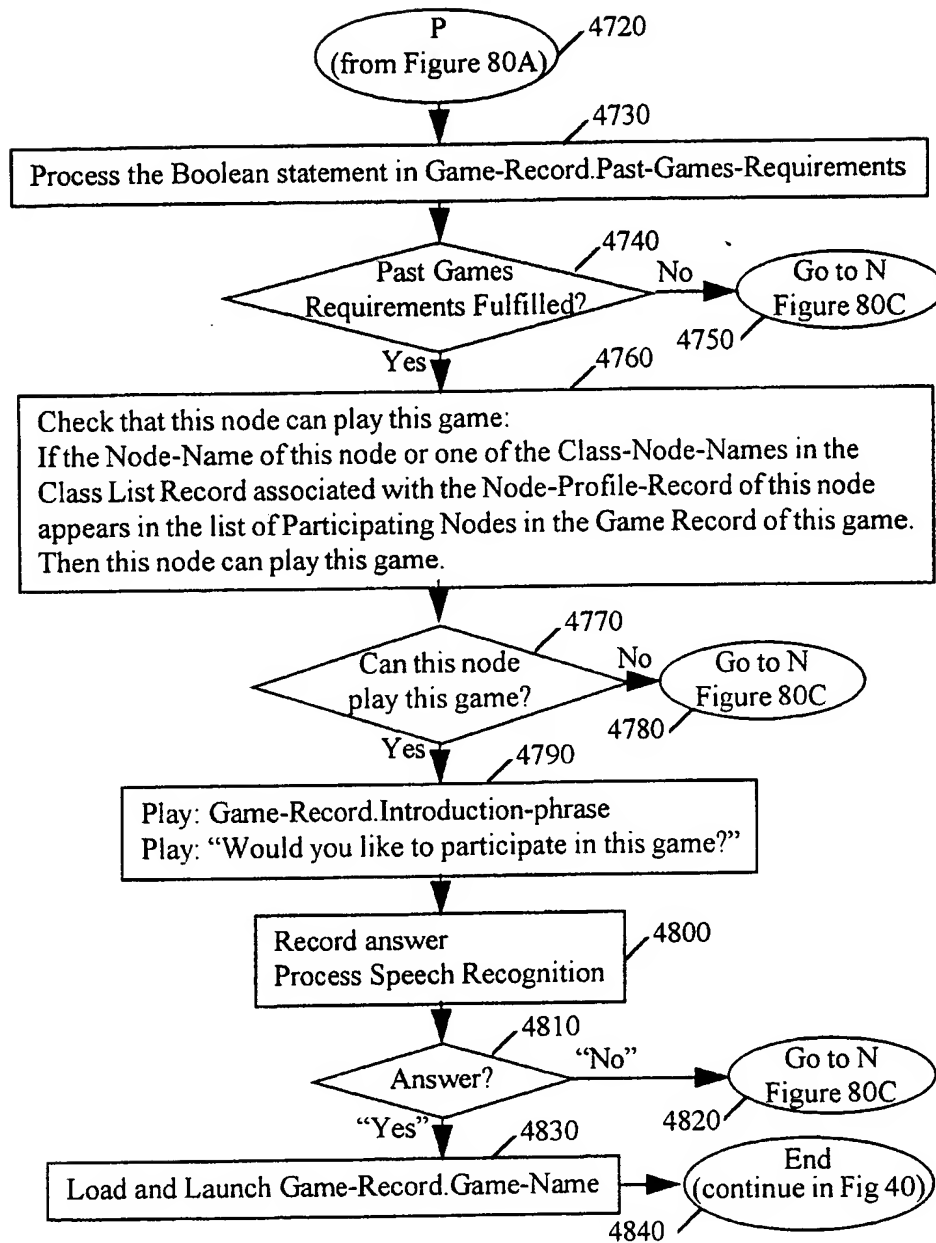 P
(from Figure 80A)
4720
4730
Process the Boolean statement in Game-Record.Past-Games-Requirements
4740
Past Games
Requirements Fulfilled?
No
Go to N
Figure 80C
4750
Yes
4760
Check that this node can play this game:
If the Node-Name of this node or one of the Class-Node-Names in the
Class List Record associated with the Node-Profile-Record of this node
appears in the list of Participating Nodes in the Game Record of this game.
Then this node can play this game.
4770
Can this node
play this game?
No
Go to N
Figure 80C
4780
Yes
4790
Play: Game-Record.Introduction-phrase
Play: “Would you like to participate in this game?”
Record answer
Process Speech Recognition
4800
4810
Answer?
“No”
Go to N
Figure 80C
4820
“Yes”
4830
Load and Launch Game-Record.Game-Name
End
(continue in Fig 40)
4840